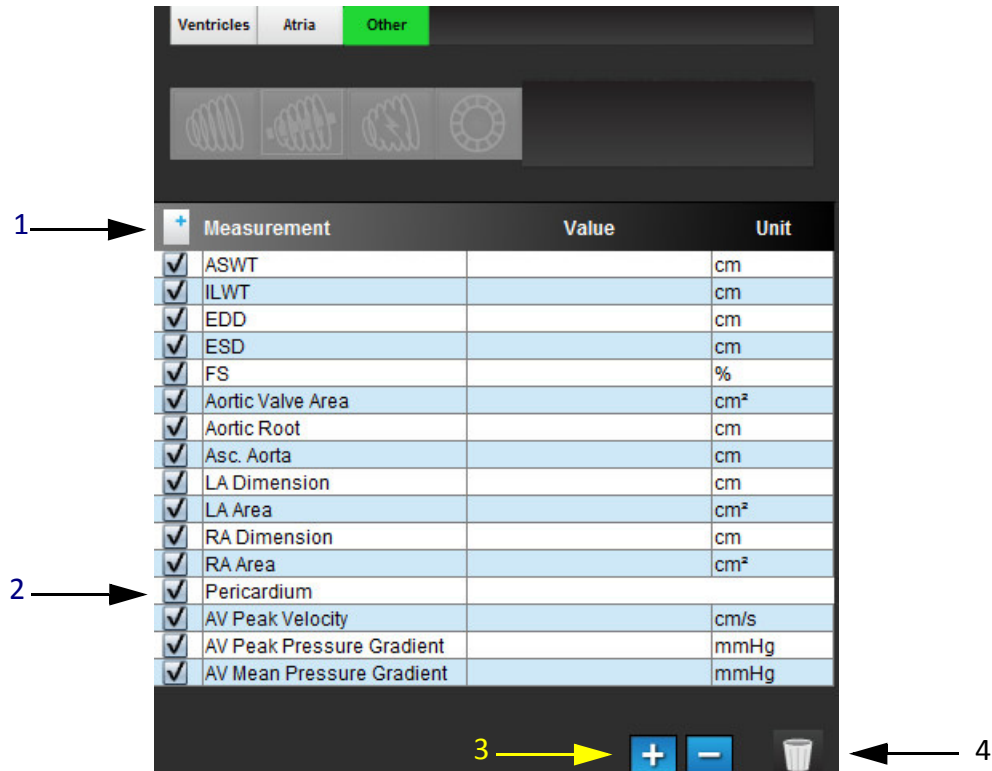 Ventricles Atria Other
1 Measurement Value Unit
ASWT cm
ILWT cm
EDD cm
ESD cm
FS %
Aortic Valve Area cm²
Aortic Root cm
Asc. Aorta cm
LA Dimension cm
LA Area cm²
RA Dimension cm
RA Area cm²
2 Pericardium
AV Peak Velocity cm/s
AV Peak Pressure Gradient mmHg
AV Mean Pressure Gradient mmHg
3 + − 4